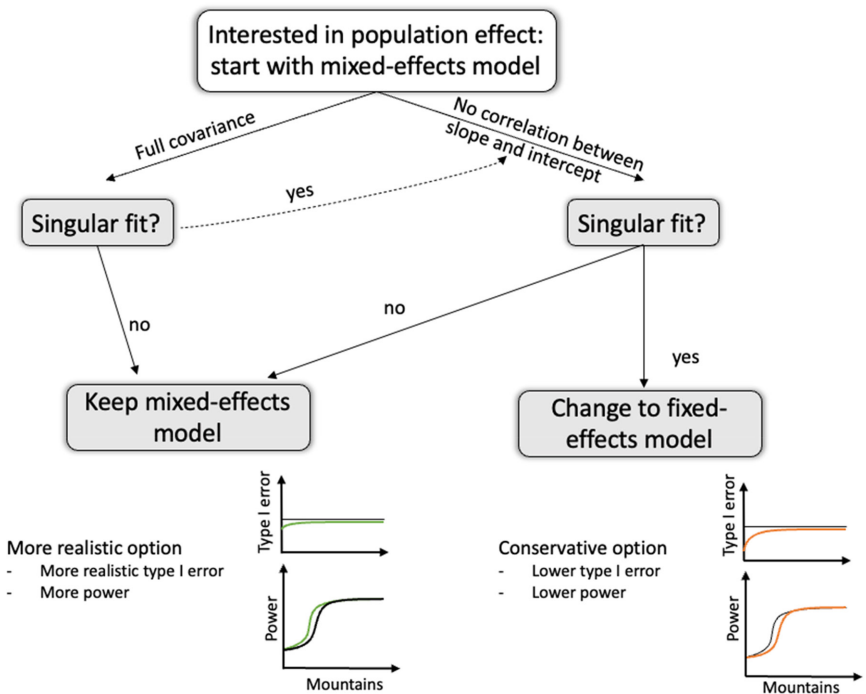 Interested in population effect:
start with mixed-effects model
Full covariance
No correlation between
slope and intercept
yes
Singular fit?
Singular fit?
no
no
yes
Keep mixed-effects
model
Change to fixed-
effects model
More realistic option
- More realistic type I error
- More power
Type I error
Power
Mountains
Conservative option
- Lower type I error
- Lower power
Type I error
Power
Mountains